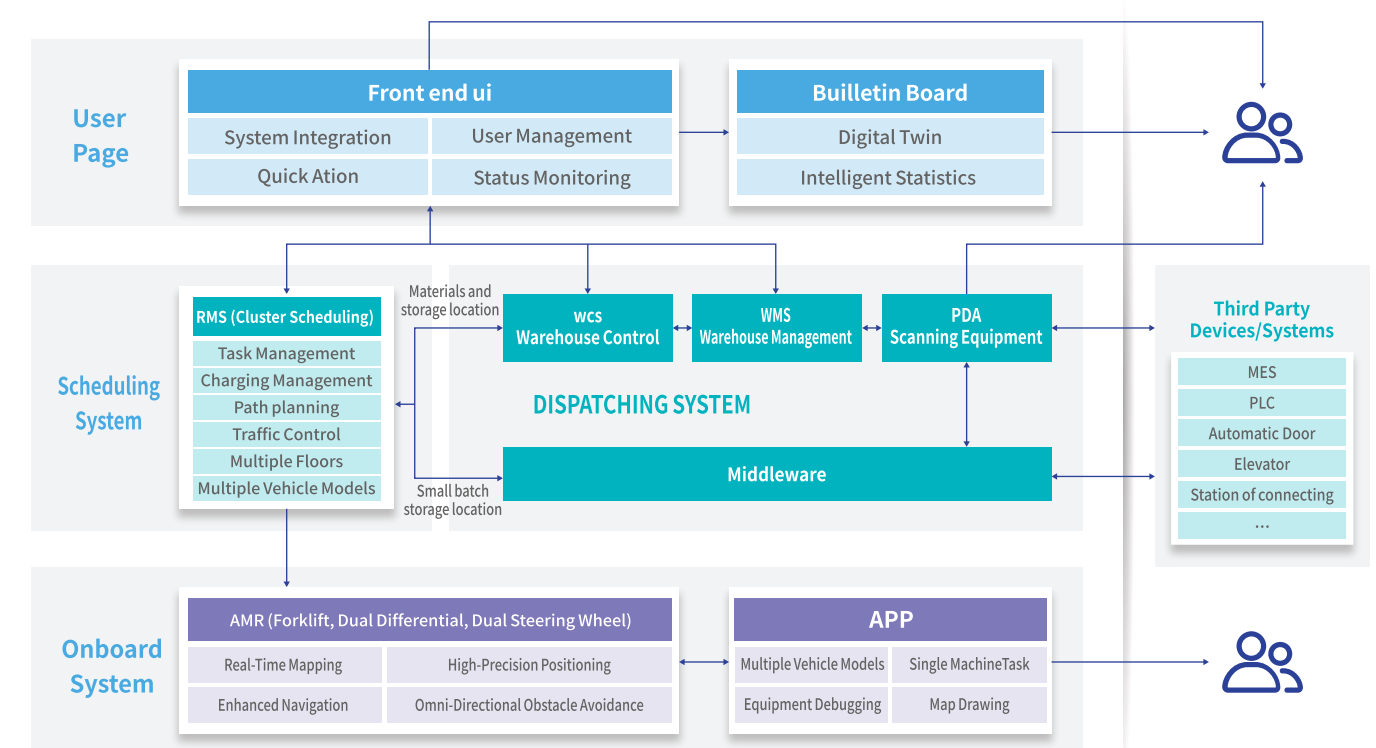 User
Page
Front end ui
System Integration
User Management
Quick Ation
Status Monitoring
Builletin Board
Digital Twin
Intelligent Statistics
Scheduling
System
RMS (Cluster Scheduling)
Task Management
Charging Management
Path planning
Traffic Control
Multiple Floors
Multiple Vehicle Models
Materials and
storage location
Small batch
storage location
wcs
Warehouse Control
WMS
Warehouse Management
PDA
Scanning Equipment
DISPATCHING SYSTEM
Middleware
Third Party
Devices/Systems
MES
PLC
Automatic Door
Elevator
Station of connecting
...
Onboard
System
AMR (Forklift, Dual Differential, Dual Steering Wheel)
Real-Time Mapping
High-Precision Positioning
Enhanced Navigation
Omni-Directional Obstacle Avoidance
APP
Multiple Vehicle Models
Single MachineTask
Equipment Debugging
Map Drawing